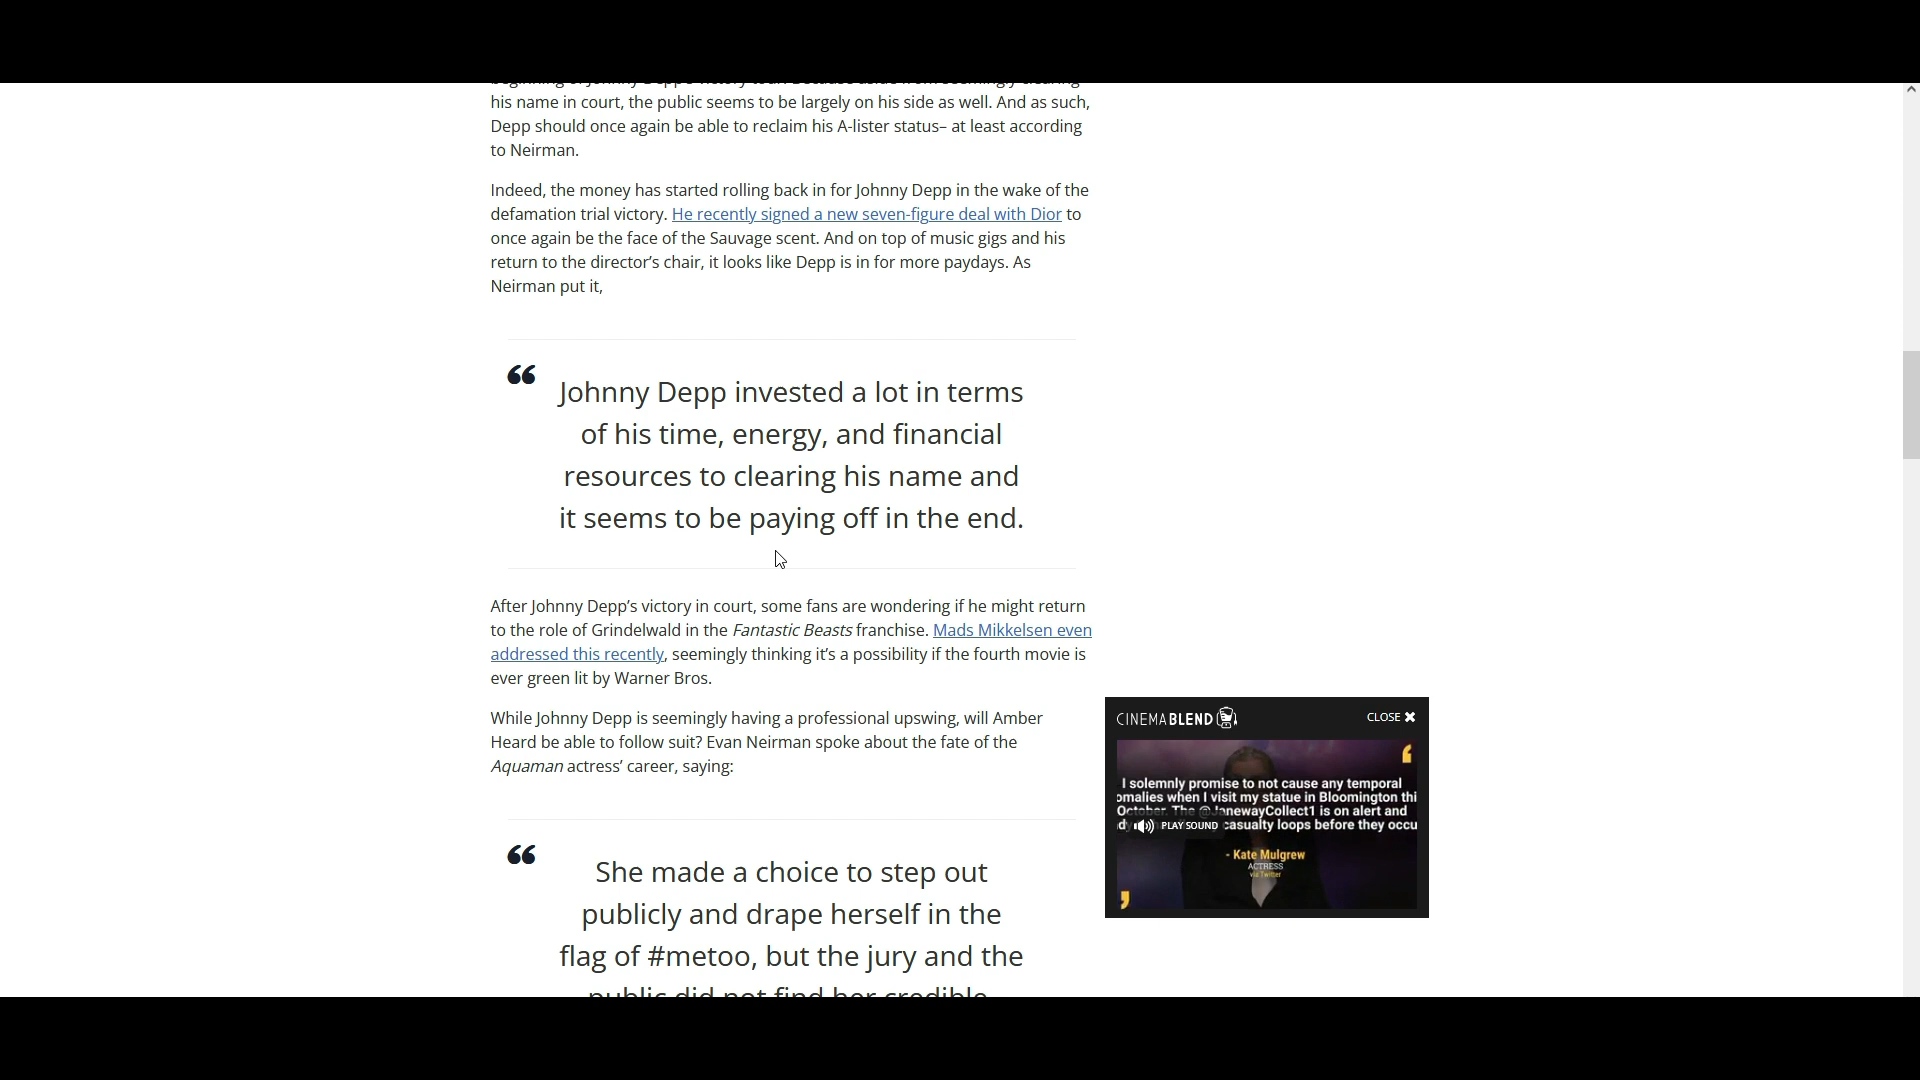 his name in court, the public seems to be largely on his side as well. And as such,
Depp should once again be able to reclaim his A-lister status– at least according
to Neirman.
Indeed, the money has started rolling back in for Johnny Depp in the wake of the
defamation trial victory. He recently signed a new seven-figure deal with Dior to
once again be the face of the Sauvage scent. And on top of music gigs and his
return to the director’s chair, it looks like Depp is in for more paydays. As
Neirman put it,
“
Johnny Depp invested a lot in terms
of his time, energy, and financial
resources to clearing his name and
it seems to be paying off in the end.
After Johnny Depp’s victory in court, some fans are wondering if he might return
to the role of Grindelwald in the Fantastic Beasts franchise. Mads Mikkelsen even
addressed this recently, seemingly thinking it’s a possibility if the fourth movie is
ever green lit by Warner Bros.
While Johnny Depp is seemingly having a professional upswing, will Amber
Heard be able to follow suit? Evan Neirman spoke about the fate of the
Aquaman actress’ career, saying:
“
She made a choice to step out
publicly and drape herself in the
flag of #metoo, but the jury and the
public did not find her credible
CINEMABLEND
CLOSE
I solemnly promise to not cause any temporal
omalies when I visit my statue in Bloomington thi
October. The @JanewayCollect1 is on alert and
casualty loops before they occu
PLAY SOUND
- Kate Mulgrew
ACTRESS
via Twitter